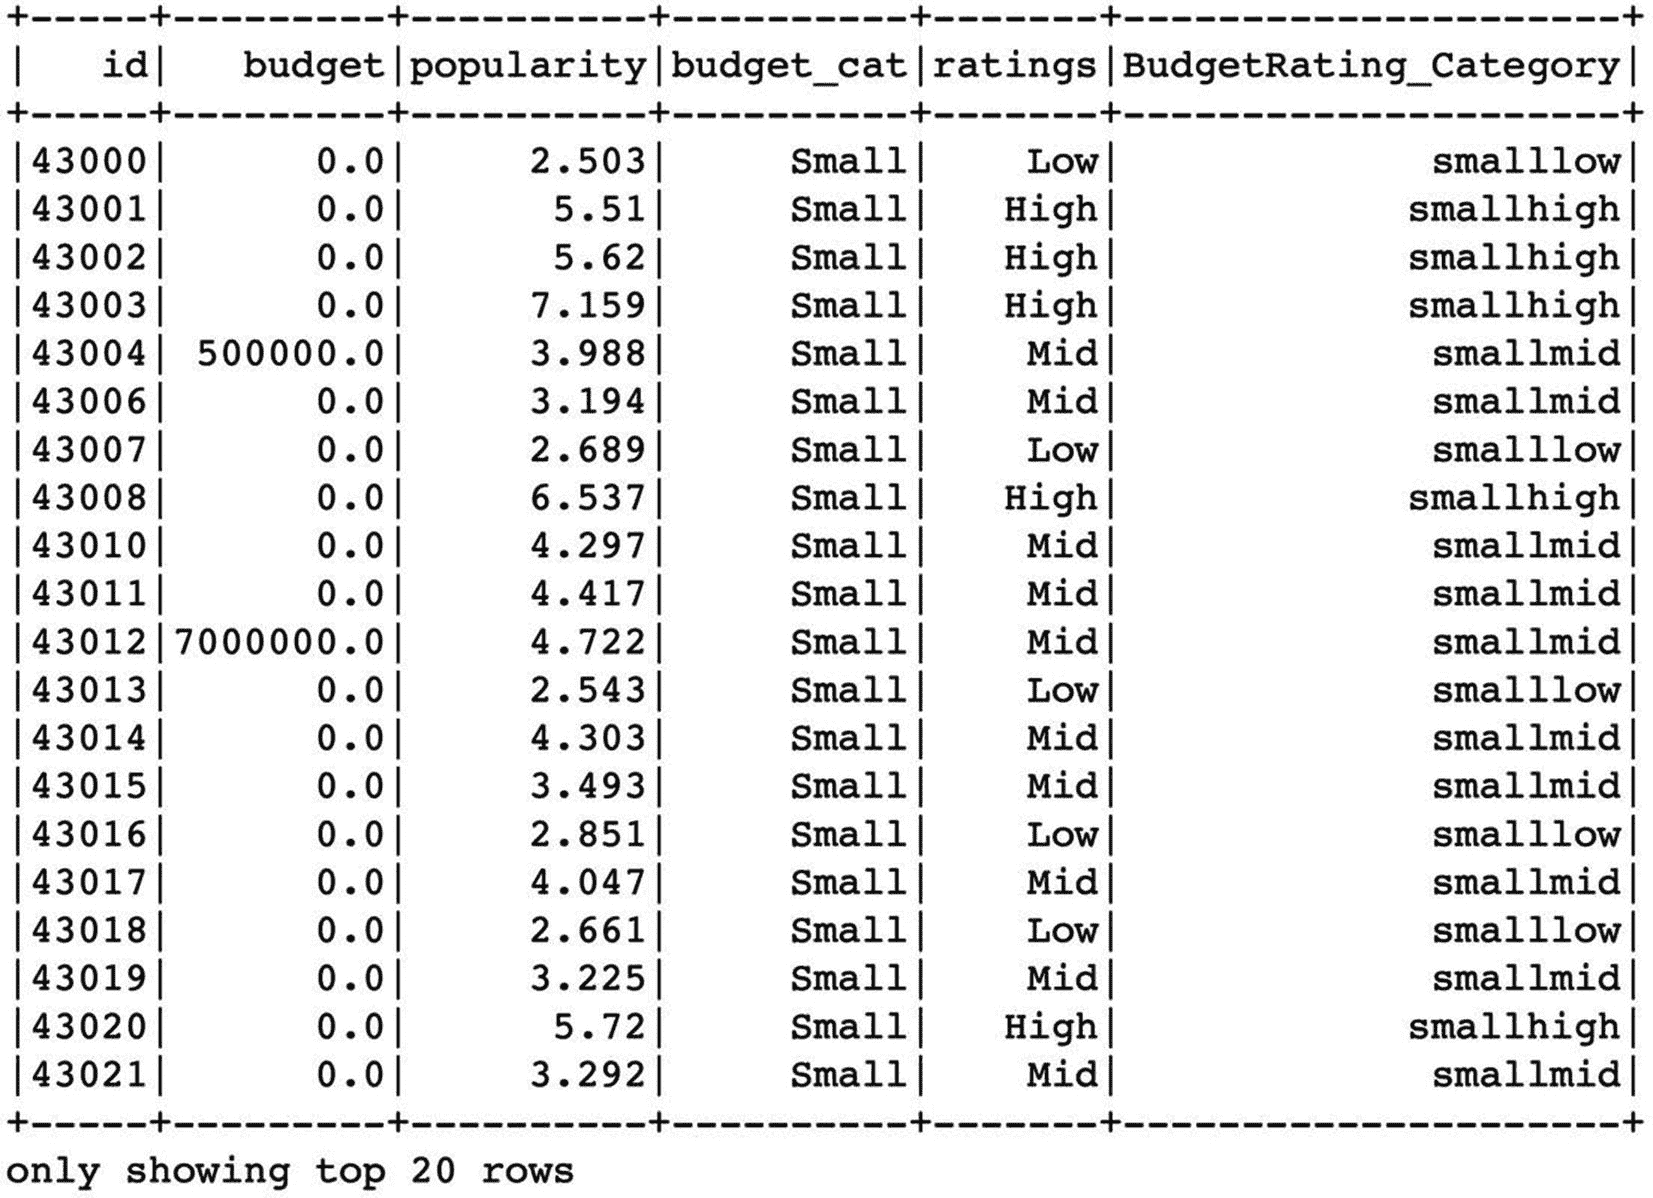 +-----+---------+----------+----------+-------+---------------------+
|   id|   budget|popularity|budget_cat|ratings|BudgetRating_Category|
+-----+---------+----------+----------+-------+---------------------+
|43000|      0.0|     2.503|     Small|    Low|             smalllow|
|43001|      0.0|      5.51|     Small|   High|            smallhigh|
|43002|      0.0|      5.62|     Small|   High|            smallhigh|
|43003|      0.0|     7.159|     Small|   High|            smallhigh|
|43004| 500000.0|     3.988|     Small|    Mid|             smallmid|
|43006|      0.0|     3.194|     Small|    Mid|             smallmid|
|43007|      0.0|     2.689|     Small|    Low|             smalllow|
|43008|      0.0|     6.537|     Small|   High|            smallhigh|
|43010|      0.0|     4.297|     Small|    Mid|             smallmid|
|43011|      0.0|     4.417|     Small|    Mid|             smallmid|
|43012|7000000.0|     4.722|     Small|    Mid|             smallmid|
|43013|      0.0|     2.543|     Small|    Low|             smalllow|
|43014|      0.0|     4.303|     Small|    Mid|             smallmid|
|43015|      0.0|     3.493|     Small|    Mid|             smallmid|
|43016|      0.0|     2.851|     Small|    Low|             smalllow|
|43017|      0.0|     4.047|     Small|    Mid|             smallmid|
|43018|      0.0|     2.661|     Small|    Low|             smalllow|
|43019|      0.0|     3.225|     Small|    Mid|             smallmid|
|43020|      0.0|      5.72|     Small|   High|            smallhigh|
|43021|      0.0|     3.292|     Small|    Mid|             smallmid|
+-----+---------+----------+----------+-------+---------------------+
only showing top 20 rows